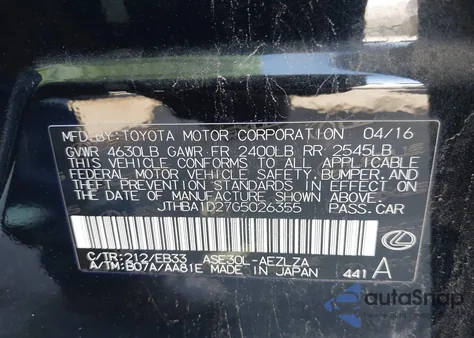 MFD.BY:TOYOTA MOTOR CORPORATION 04/16
GVWR 4630LB GAWR FR 2400LB RR 2545LB
THIS VEHICLE CONFORMS TO ALL APPLICABLE
FEDERAL MOTOR VEHICLE SAFETY, BUMPER,
AND THEFT PREVENTION STANDARDS IN EFFECT ON
THE DATE OF MANUFACTURE SHOWN ABOVE.
JTHBA1D27G5026355 PASS.CAR
C/TR:212/EB33 ASE30L-AEZLZA
A/TM:B07A/AA81E MADE IN JAPAN 441 A
autoSnap